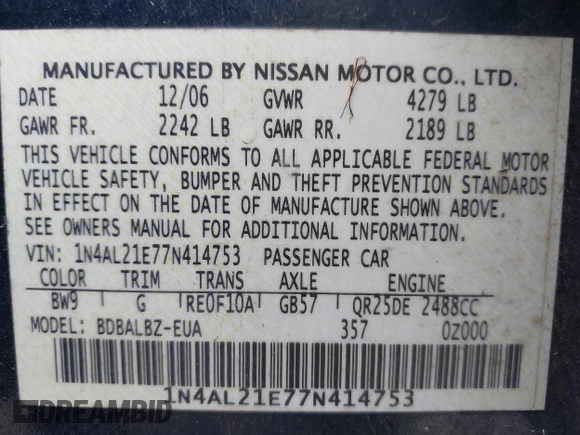 MANUFACTURED BY NISSAN MOTOR CO., LTD.
DATE 12/06 GVWR 4279 LB
GAWR FR. 2242 LB GAWR RR. 2189 LB
THIS VEHICLE CONFORMS TO ALL APPLICABLE FEDERAL MOTOR
VEHICLE SAFETY, BUMPER AND THEFT PREVENTION STANDARDS
IN EFFECT ON THE DATE OF MANUFACTURE SHOWN ABOVE.
SEE OWNERS MANUAL FOR ADDITIONAL INFORMATION.
VIN: 1N4AL21E77N414753 PASSENGER CAR
COLOR TRIM TRANS AXLE ENGINE
BW9 G RE0F10A GB57 QR25DE 2488CC
MODEL: BDBALBZ-EUA 357 0Z000
1N4AL21E77N414753
DREAMBID